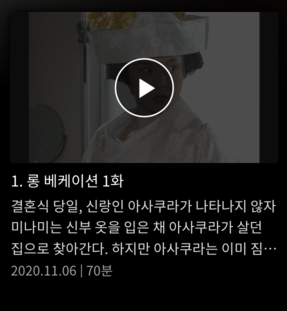 1. 롱 베케이션 1화
결혼식 당일, 신랑인 아사쿠라가 나타나지 않자
미나미는 신부 옷을 입은 채 아사쿠라가 살던
집으로 찾아간다. 하지만 아사쿠라는 이미 짐…
2020.11.06 | 70분